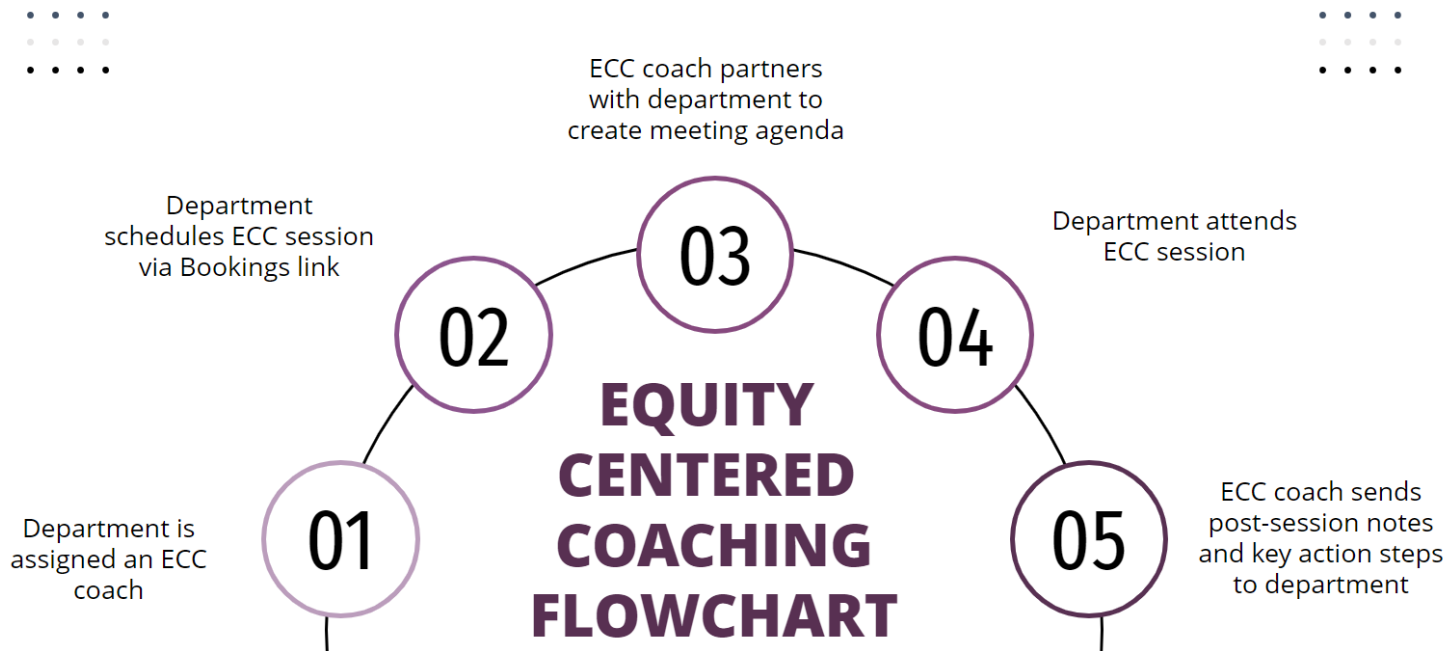 01
Department is
assigned an ECC
coach
02
Department
schedules ECC session
via Bookings link
03
ECC coach partners
with department to
create meeting agenda
04
Department attends
ECC session
05
ECC coach sends
post-session notes
and key action steps
to department
EQUITY
CENTERED
COACHING
FLOWCHART